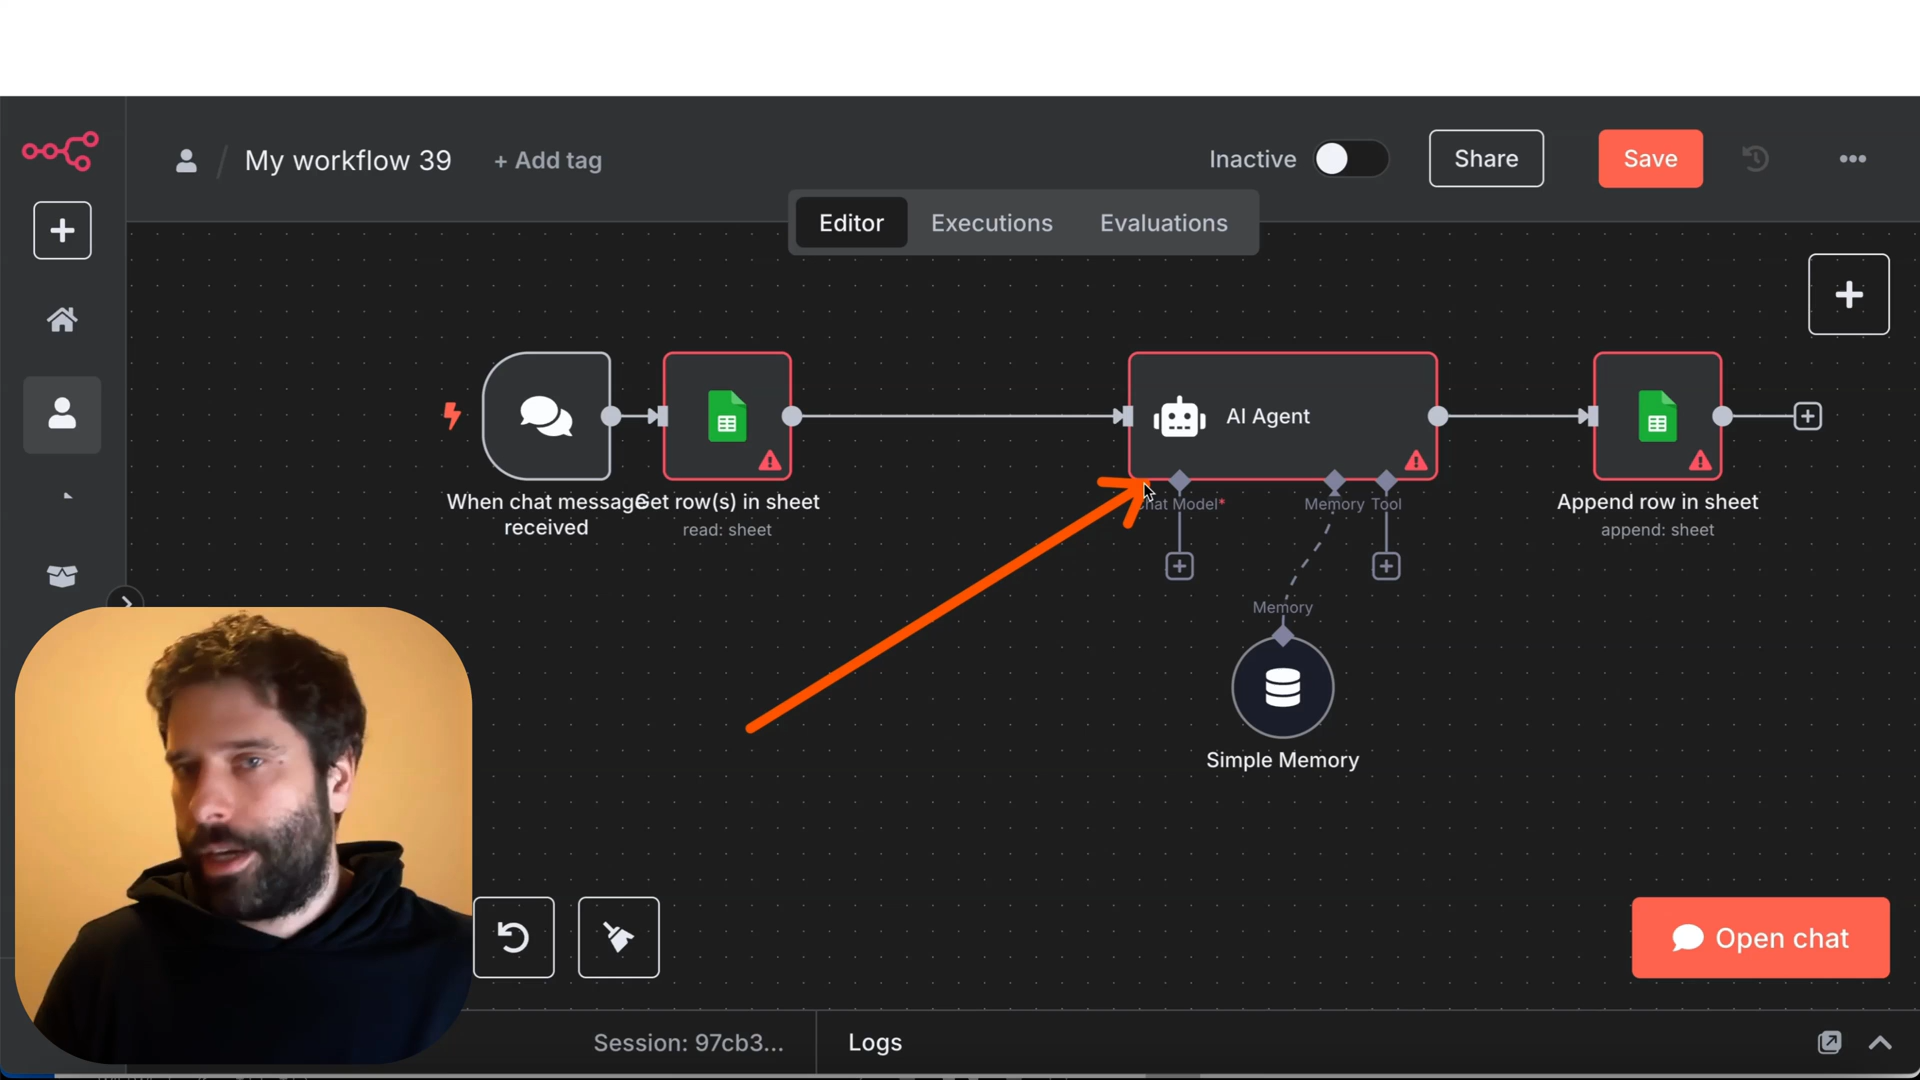 My workflow 39
+ Add tag
Inactive
Share
Save
Editor
Executions
Evaluations
AI Agent
When chat message
received
Get row(s) in sheet
read: sheet
Chat Model*
Memory
Tool
Append row in sheet
append: sheet
Memory
Simple Memory
Open chat
Session: 97cb3...
Logs